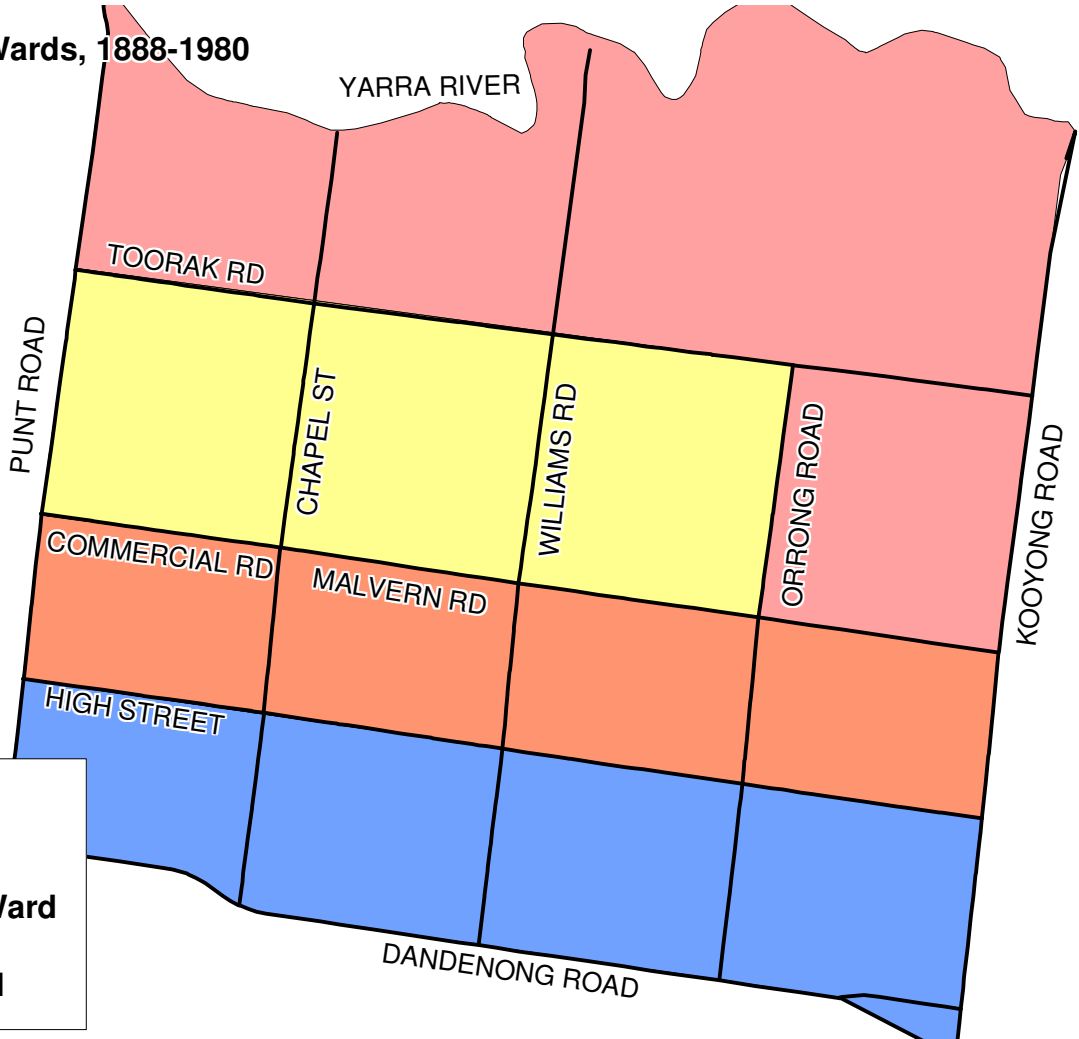 Wards, 1888-1980
YARRA RIVER
TOORAK RD
PUNT ROAD
CHAPEL ST
WILLIAMS RD
ORRONG ROAD
KOOYONG ROAD
COMMERCIAL RD
MALVERN RD
HIGH STREET
Ward
DANDENONG ROAD